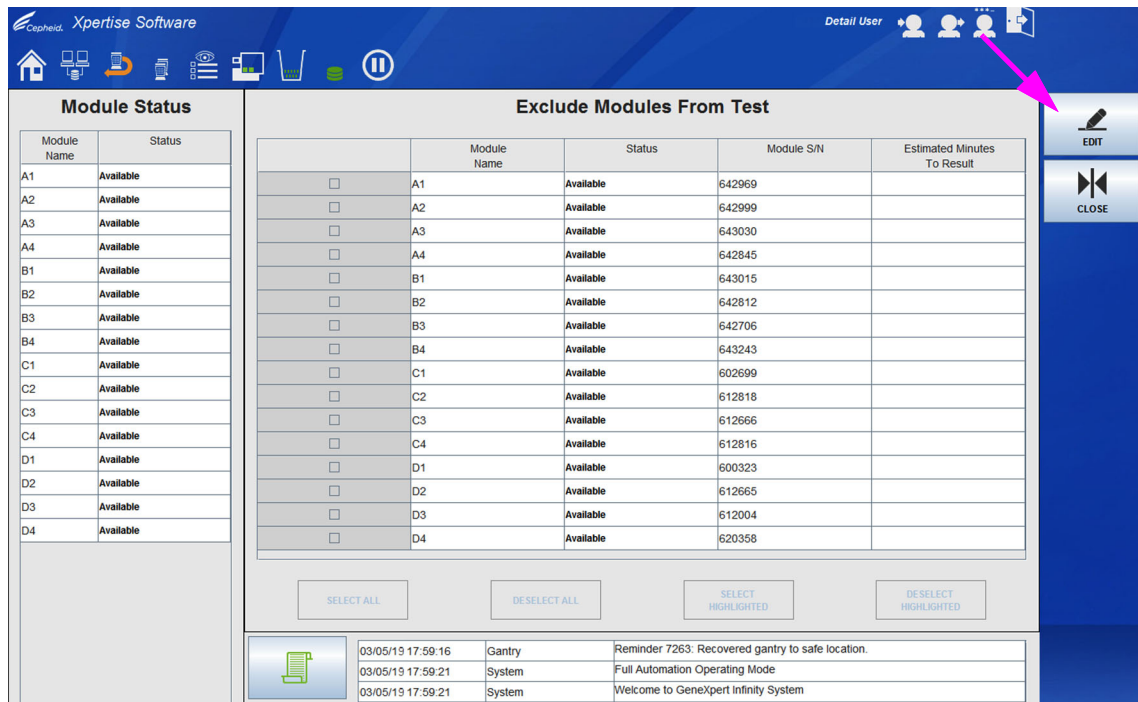 Cepheid. Xpertise Software
Detail User
Module Status
Module Name Status
A1 Available
A2 Available
A3 Available
A4 Available
B1 Available
B2 Available
B3 Available
B4 Available
C1 Available
C2 Available
C3 Available
C4 Available
D1 Available
D2 Available
D3 Available
D4 Available
Exclude Modules From Test
Module Name Status Module S/N Estimated Minutes To Result
A1 Available 642969
A2 Available 642999
A3 Available 643030
A4 Available 642845
B1 Available 643015
B2 Available 642812
B3 Available 642706
B4 Available 643243
C1 Available 602699
C2 Available 612818
C3 Available 612666
C4 Available 612816
D1 Available 600323
D2 Available 612665
D3 Available 612004
D4 Available 620358
SELECT ALL DESELECT ALL SELECT HIGHLIGHTED DESELECT HIGHLIGHTED
03/05/19 17:59:16 Gantry Reminder 7263: Recovered gantry to safe location.
03/05/19 17:59:21 System Full Automation Operating Mode
03/05/19 17:59:21 System Welcome to GeneXpert Infinity System
EDIT
CLOSE